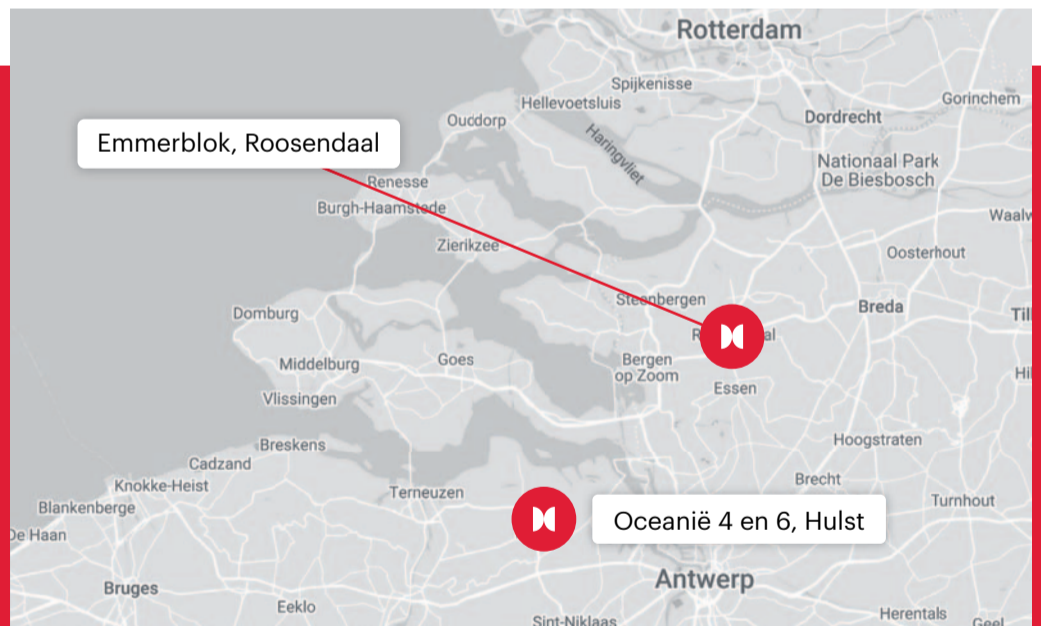 Rotterdam
Spijkenisse
Hellevoetsluis
Gorinchem
Ouddorp
Dordrecht
Haringvliet
Emmerblok, Roosendaal
Nationaal Park
De Biesbosch
Renesse
Burgh-Haamstede
Waalw
Zierikzee
Oosterhout
Steenbergen
Breda
Domburg
Til
R al
Middelburg
Goes
Bergen
op Zoom
Hi
Essen
Vlissingen
Breskens
Hoogstraten
Cadzand
Knokke-Heist
Brecht
Terneuzen
Blankenberge
Turnhout
Oceanië 4 en 6, Hulst
De Haan
Antwerp
Bruges
Eeklo
Herentals
Sint-Niklaas
Geel